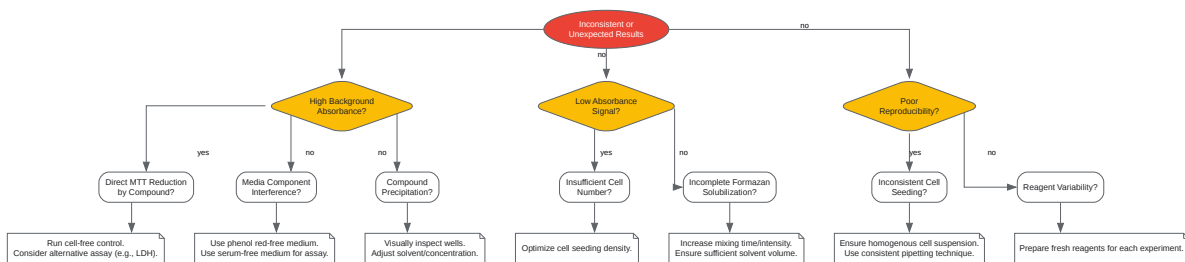 Inconsistent or
Unexpected Results
no
no
High Background
Absorbance?
Low Absorbance
Signal?
Poor
Reproducibility?
yes
no
no
yes
no
yes
no
Direct MTT Reduction
by Compound?
Media Component
Interference?
Compound
Precipitation?
Insufficient Cell
Number?
Incomplete Formazan
Solubilization?
Inconsistent Cell
Seeding?
Reagent Variability?
Run cell-free control.
Consider alternative assay (e.g., LDH).
Use phenol red-free medium.
Use serum-free medium for assay.
Visually inspect wells.
Adjust solvent/concentration.
Optimize cell seeding density.
Increase mixing time/intensity.
Ensure sufficient solvent volume.
Ensure homogenous cell suspension.
Use consistent pipetting technique.
Prepare fresh reagents for each experiment.